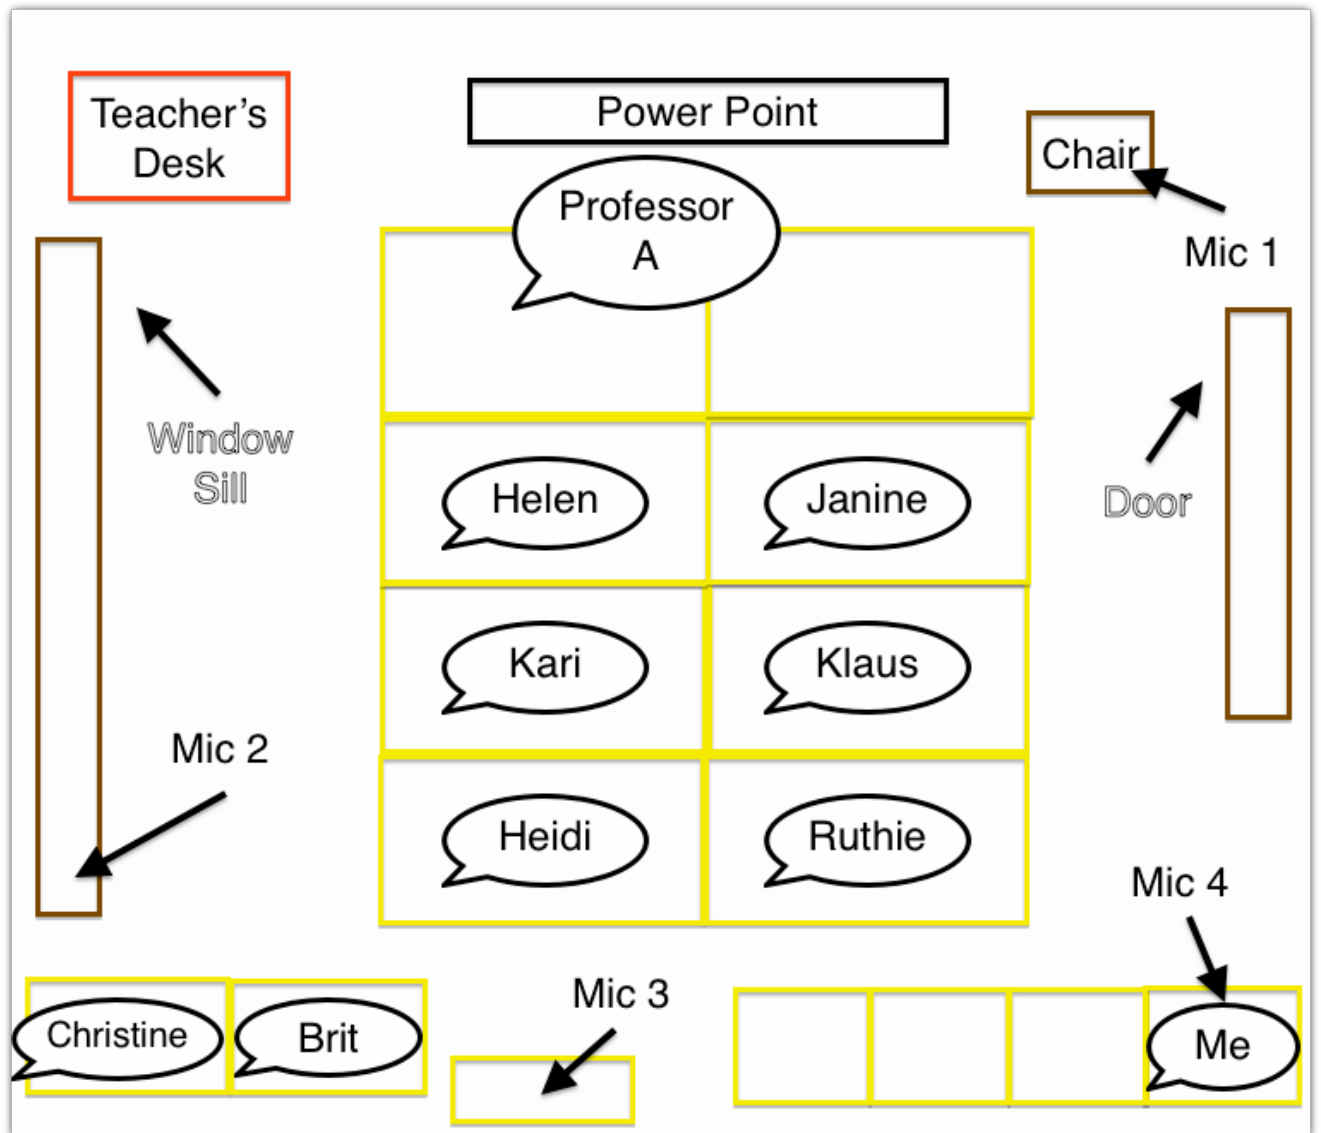 Teacher's
Desk
Power Point
Chair
Professor
A
Mic 1
Window
Sill
Helen
Janine
Door
Kari
Klaus
Mic 2
Heidi
Ruthie
Mic 4
Mic 3
Christine
Brit
Me